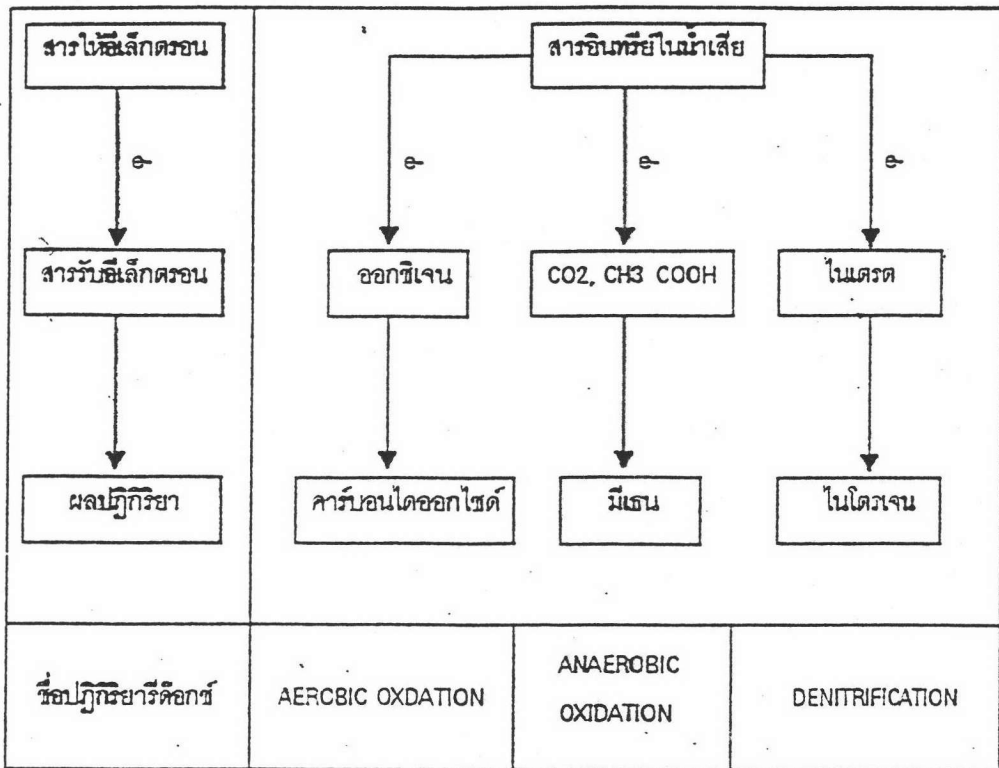 สารให้อีเล็กตรอน
สารอินทรีย์ในน้ำเสีย
e-
e-
e-
e-
สารรับอีเล็กตรอน
ออกซิเจน
CO2, CH3 COOH
ไนเตรต
ผลปฏิกิริยา
คาร์บอนไดออกไซด์
มีเธน
ไนโตรเจน
ชื่อปฏิกิริยารีด๊อกซ์
AEROBIC OXDATION
ANAEROBIC
OXIDATION
DENITRIFICATION